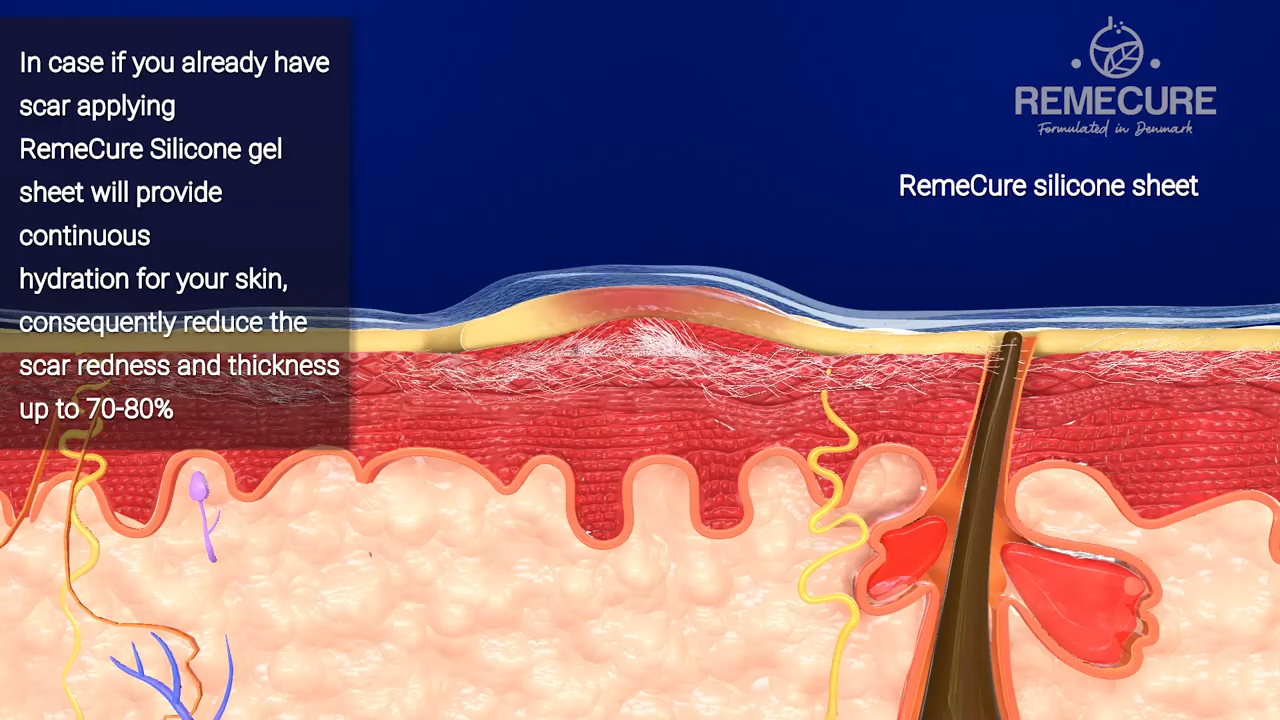 In case if you already have
scar applying
RemeCure Silicone gel
sheet will provide
continuous
hydration for your skin,
consequently reduce the
scar redness and thickness
up to 70-80%
REMECURE
Formulated in Denmark
RemeCure silicone sheet